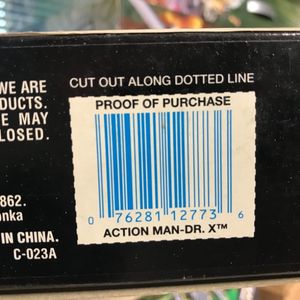 WE ARE
DUCTS.
E MAY
LOSED.
CUT OUT ALONG DOTTED LINE
PROOF OF PURCHASE
0 76281 12773 6
ACTION MAN-DR. X™
862.
onka
IN CHINA.
C-023A